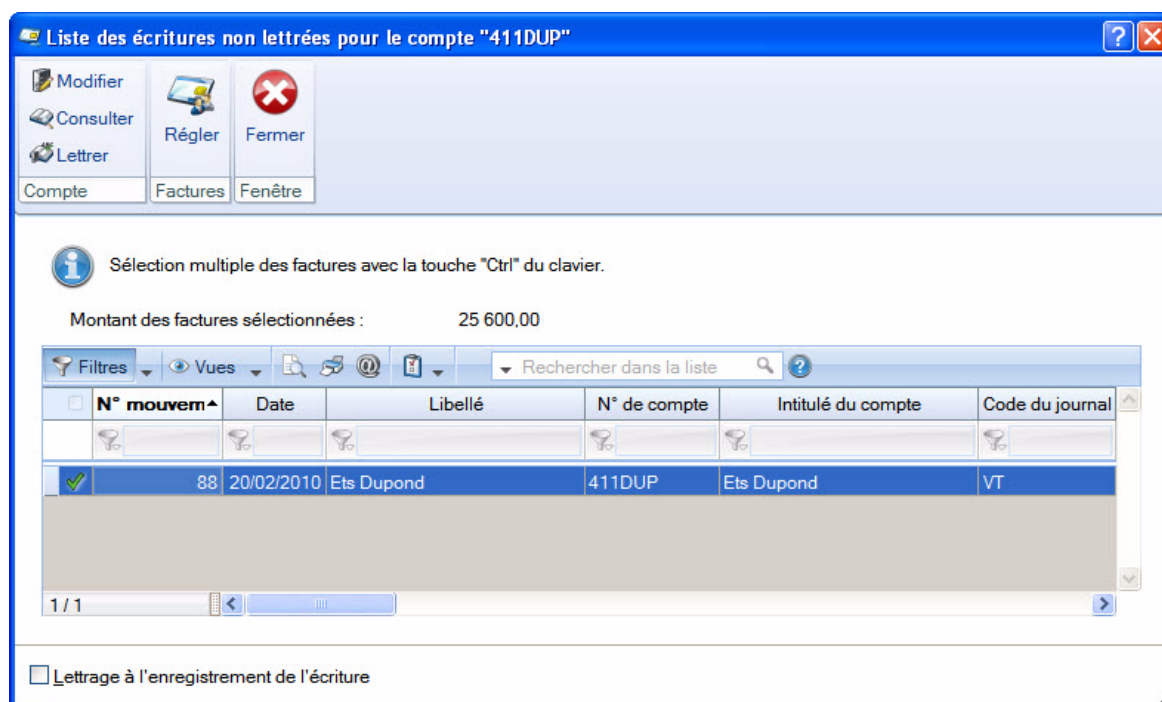 Liste des écritures non lettrées pour le compte "411DUP"
Modifier
Consulter
Lettrer
Régler
Fermer
Compte
Factures
Fenêtre
Sélection multiple des factures avec la touche "Ctrl" du clavier.
Montant des factures sélectionnées : 25 600,00
Filtres Vues Rechercher dans la liste
N° mouvem Date Libellé N° de compte Intitulé du compte Code du journal
88 20/02/2010 Ets Dupond 411DUP Ets Dupond VT
1 / 1
Lettrage à l'enregistrement de l'écriture